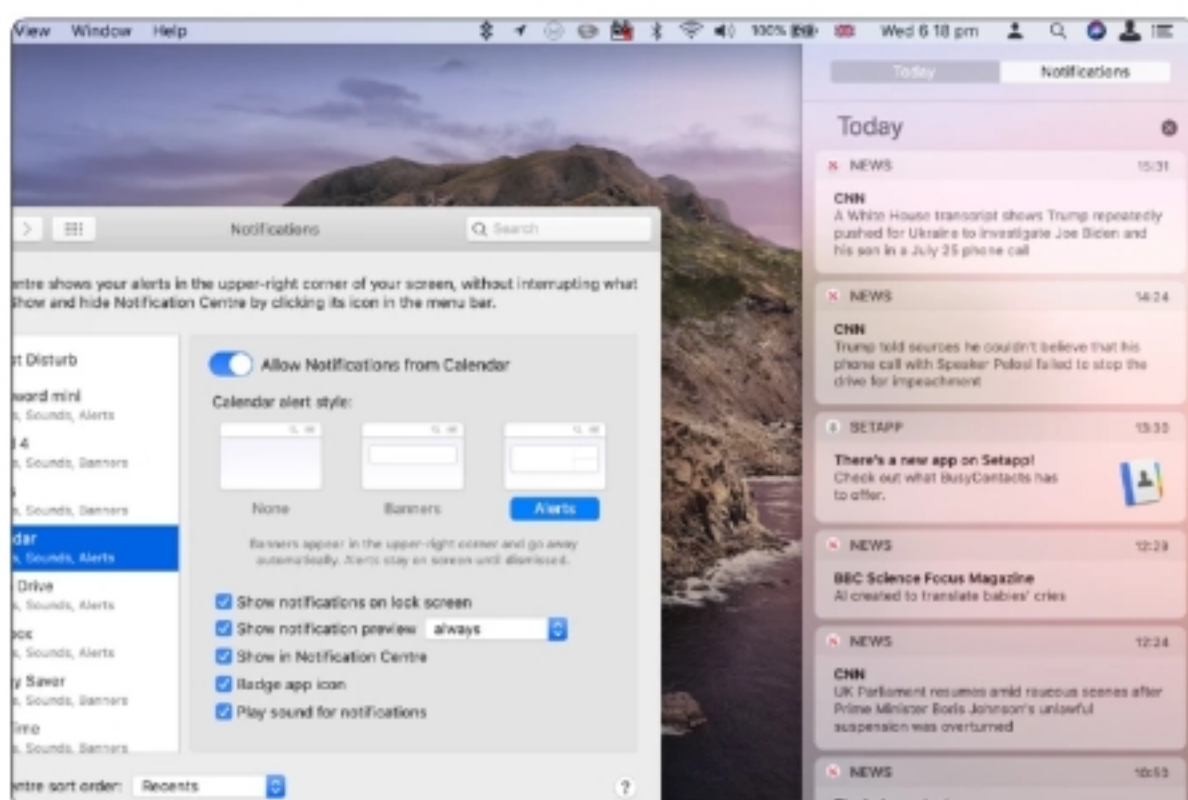 View Window Help
100%
Wed 6 18 pm
Today Notifications
Today
NEWS 15:31
CNN
A White House transcript shows Trump repeatedly
pushed for Ukraine to investigate Joe Biden and
his son in a July 25 phone call
NEWS 14:24
CNN
Trump told sources he couldn't believe that his
phone call with Speaker Pelosi failed to stop the
drive for impeachment
SETAPP 13:30
There's a new app on Setapp!
Check out what BusyContacts has
to offer.
NEWS 12:29
BBC Science Focus Magazine
AI created to translate babies' cries
NEWS 12:24
CNN
UK Parliament resumes amid raucous scenes after
Prime Minister Boris Johnson's unlawful
suspension was overturned
NEWS 10:53
Notifications
Search
entre shows your alerts in the upper-right corner of your screen, without interrupting what
Show and hide Notification Centre by clicking its icon in the menu bar.
ot Disturb
ward mini
s, Sounds, Alerts
4
s, Sounds, Banners
s, Sounds, Banners
dar
s, Sounds, Alerts
Drive
s, Sounds, Alerts
s, Sounds, Alerts
y Saver
s, Sounds, Banners
Time
s, Sounds, Banners
Allow Notifications from Calendar
Calendar alert style:
None Banners Alerts
Banners appear in the upper-right corner and go away
automatically. Alerts stay on screen until dismissed.
Show notifications on lock screen
Show notification preview always
Show in Notification Centre
Badge app icon
Play sound for notifications
entre sort order: Recents
?